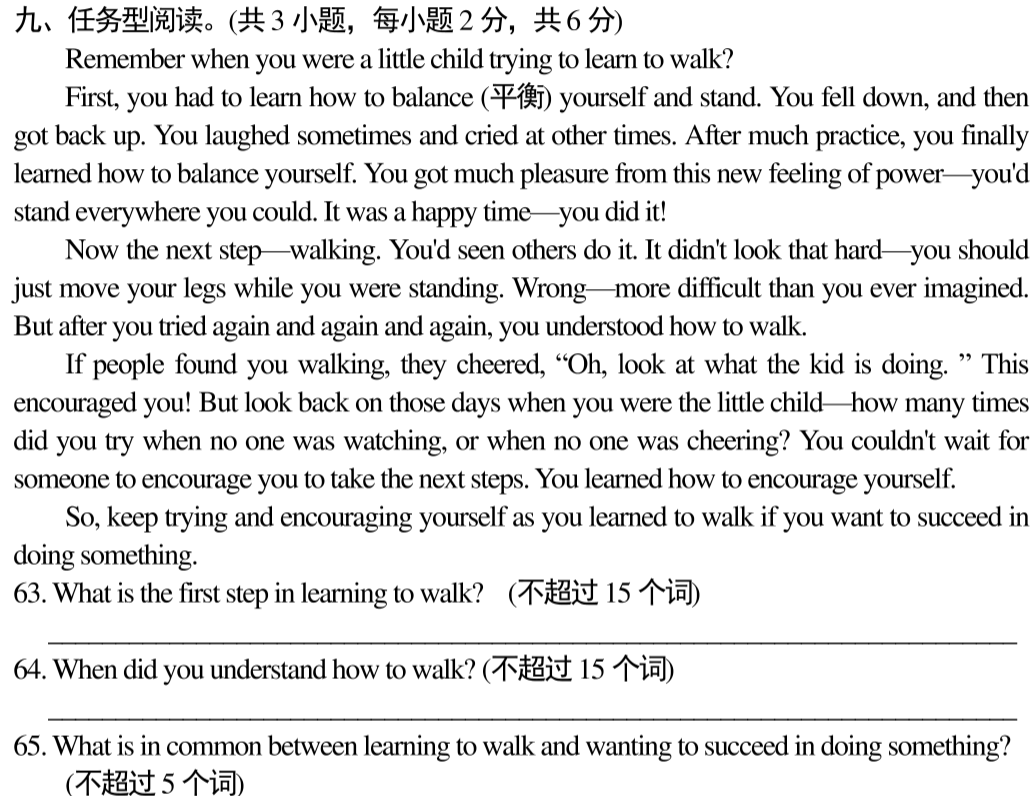 九、任务型阅读。(共 3 小题，每小题 2 分，共 6 分)
Remember when you were a little child trying to learn to walk?
First, you had to learn how to balance (平衡) yourself and stand. You fell down, and then
got back up. You laughed sometimes and cried at other times. After much practice, you finally
learned how to balance yourself. You got much pleasure from this new feeling of power—you'd
stand everywhere you could. It was a happy time—you did it!
Now the next step—walking. You'd seen others do it. It didn't look that hard—you should
just move your legs while you were standing. Wrong—more difficult than you ever imagined.
But after you tried again and again and again, you understood how to walk.
If people found you walking, they cheered, “Oh, look at what the kid is doing. ” This
encouraged you! But look back on those days when you were the little child—how many times
did you try when no one was watching, or when no one was cheering? You couldn't wait for
someone to encourage you to take the next steps. You learned how to encourage yourself.
So, keep trying and encouraging yourself as you learned to walk if you want to succeed in
doing something.
63. What is the first step in learning to walk? (不超过 15 个词)
64. When did you understand how to walk? (不超过 15 个词)
65. What is in common between learning to walk and wanting to succeed in doing something?
(不超过 5 个词)